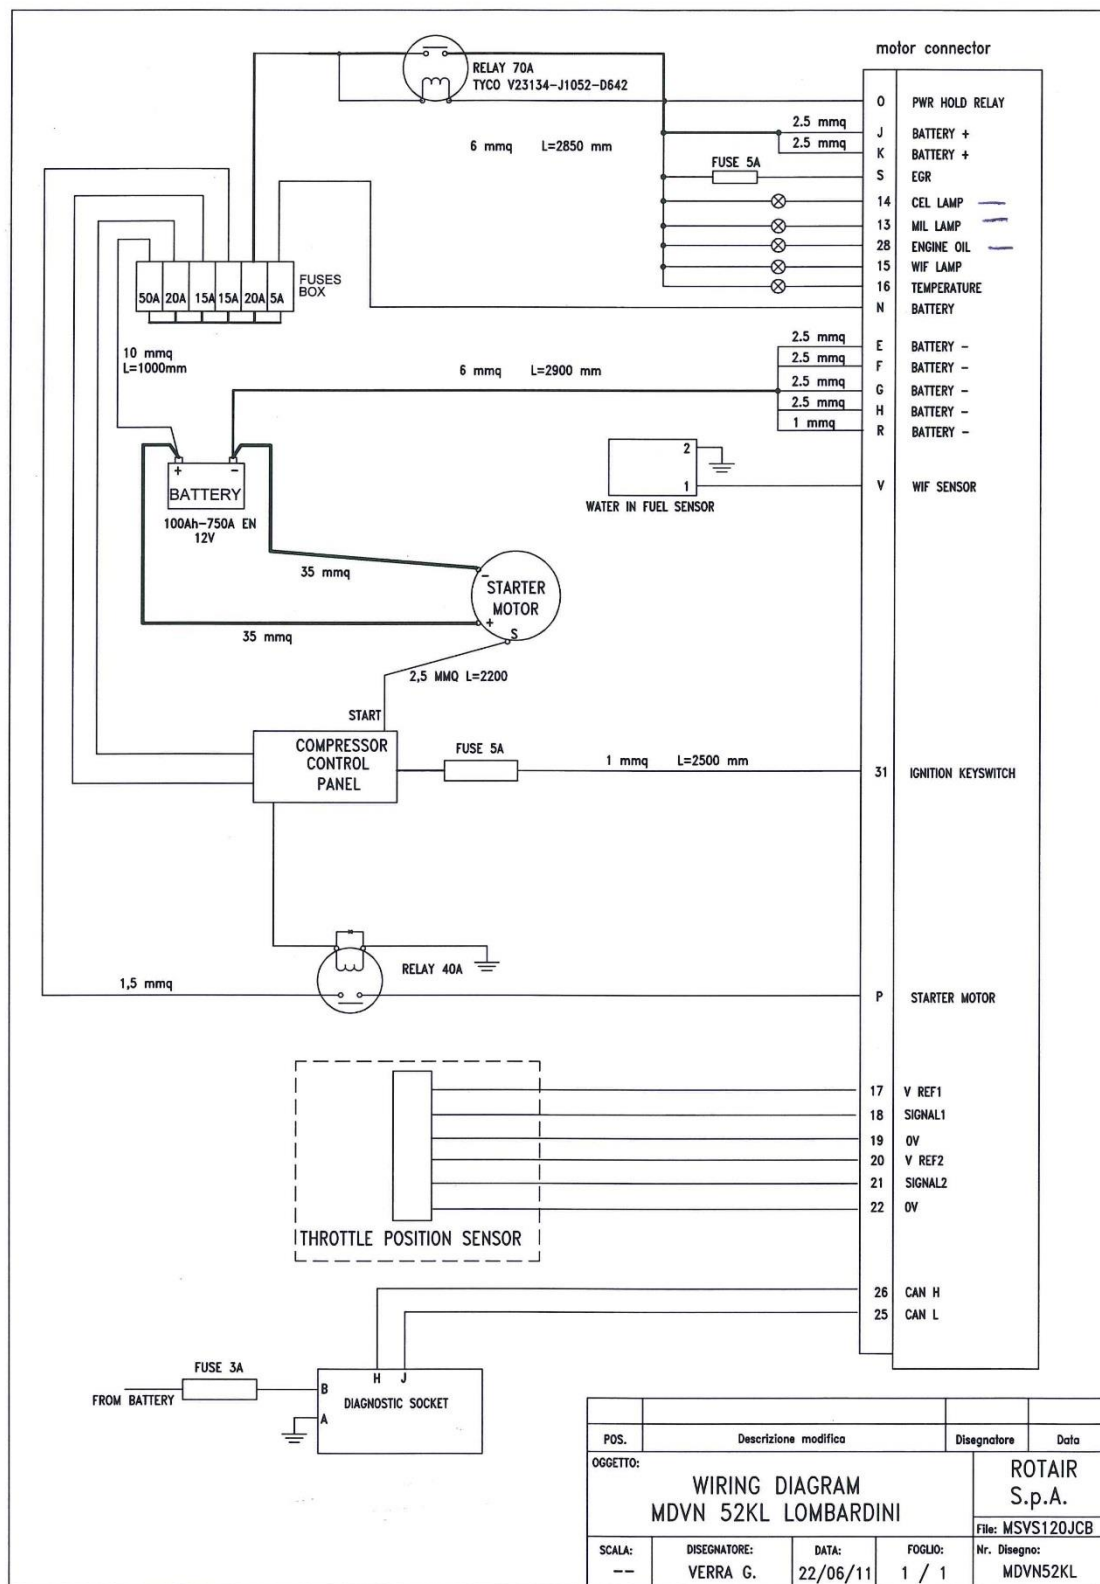 motor connector
RELAY 70A
TYCO V23134-J1052-D642
O PWR HOLD RELAY
2.5 mmq J BATTERY +
2.5 mmq K BATTERY +
6 mmq L=2850 mm
FUSE 5A S EGR
14 CEL LAMP
13 MIL LAMP
28 ENGINE OIL
15 WIF LAMP
16 TEMPERATURE
N BATTERY
50A 20A 15A 15A 20A 5A
FUSES
BOX
10 mmq
L=1000mm
6 mmq L=2900 mm
2.5 mmq E BATTERY -
2.5 mmq F BATTERY -
2.5 mmq G BATTERY -
2.5 mmq H BATTERY -
1 mmq R BATTERY -
+ -
BATTERY
100Ah-750A EN
12V
2
1
WATER IN FUEL SENSOR
V WIF SENSOR
35 mmq
35 mmq
-
STARTER
MOTOR
+
S
2,5 MMQ L=2200
START
COMPRESSOR
CONTROL
PANEL
FUSE 5A
1 mmq L=2500 mm
31 IGNITION KEYSWITCH
RELAY 40A
1,5 mmq
P STARTER MOTOR
17 V REF1
18 SIGNAL1
19 0V
20 V REF2
21 SIGNAL2
22 0V
THROTTLE POSITION SENSOR
26 CAN H
25 CAN L
FUSE 3A
FROM BATTERY
H J
B
A
DIAGNOSTIC SOCKET
POS. Descrizione modifica Disegnatore Data
OGGETTO:
WIRING DIAGRAM
MDVN 52KL LOMBARDINI
ROTAIR
S.p.A.
File: MSVS120JCB
SCALA: DISEGNATORE: DATA: FOGLIO: Nr. Disegno:
-- VERRA G. 22/06/11 1 / 1 MDVN52KL